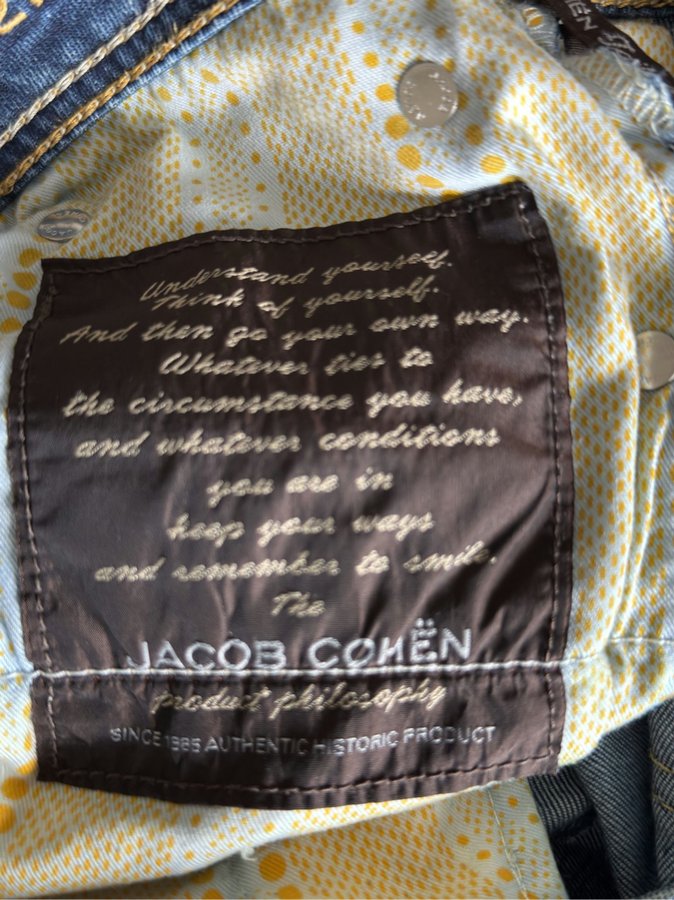 Understand yourself.
Think of yourself.
And then go your own way.
Whatever ties to
the circumstance you have,
and whatever conditions
you are in
keep your ways
and remember to smile.
The
JACOB COHËN
product philosophy
SINCE 1985 AUTHENTIC HISTORIC PRODUCT